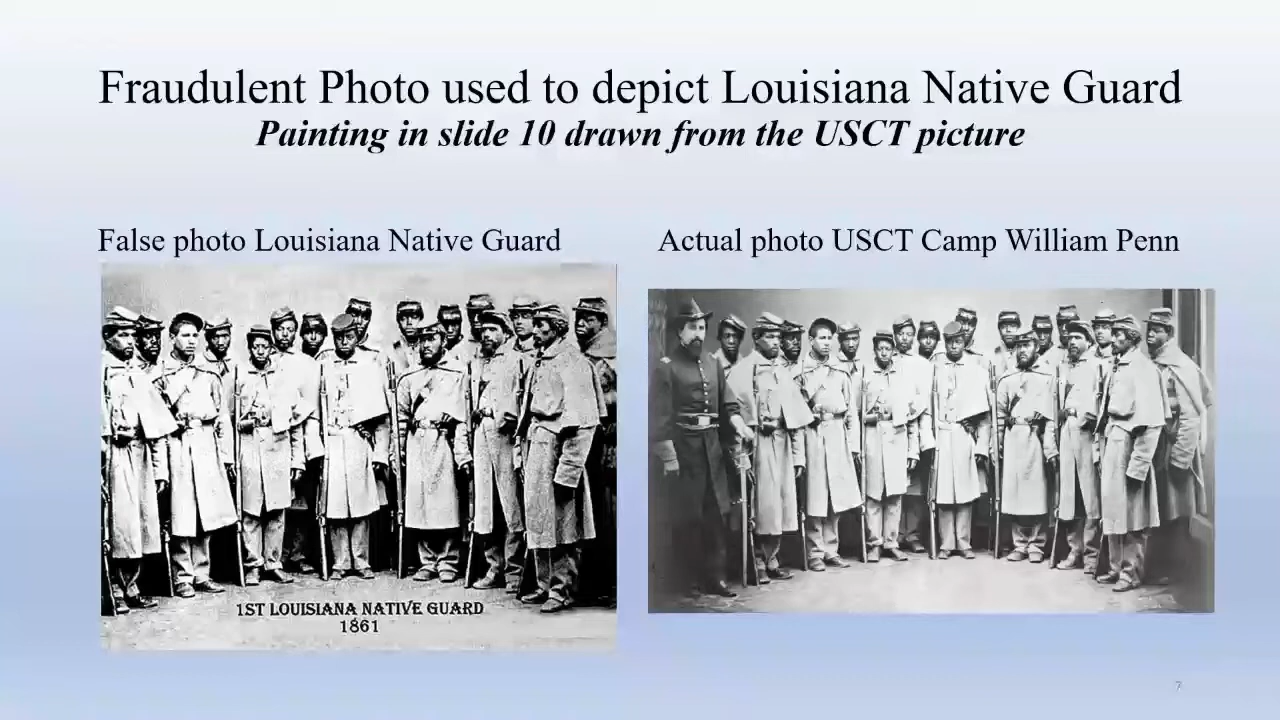 Fraudulent Photo used to depict Louisiana Native Guard
Painting in slide 10 drawn from the USCT picture
False photo Louisiana Native Guard
Actual photo USCT Camp William Penn
1ST LOUISIANA NATIVE GUARD
1861
7